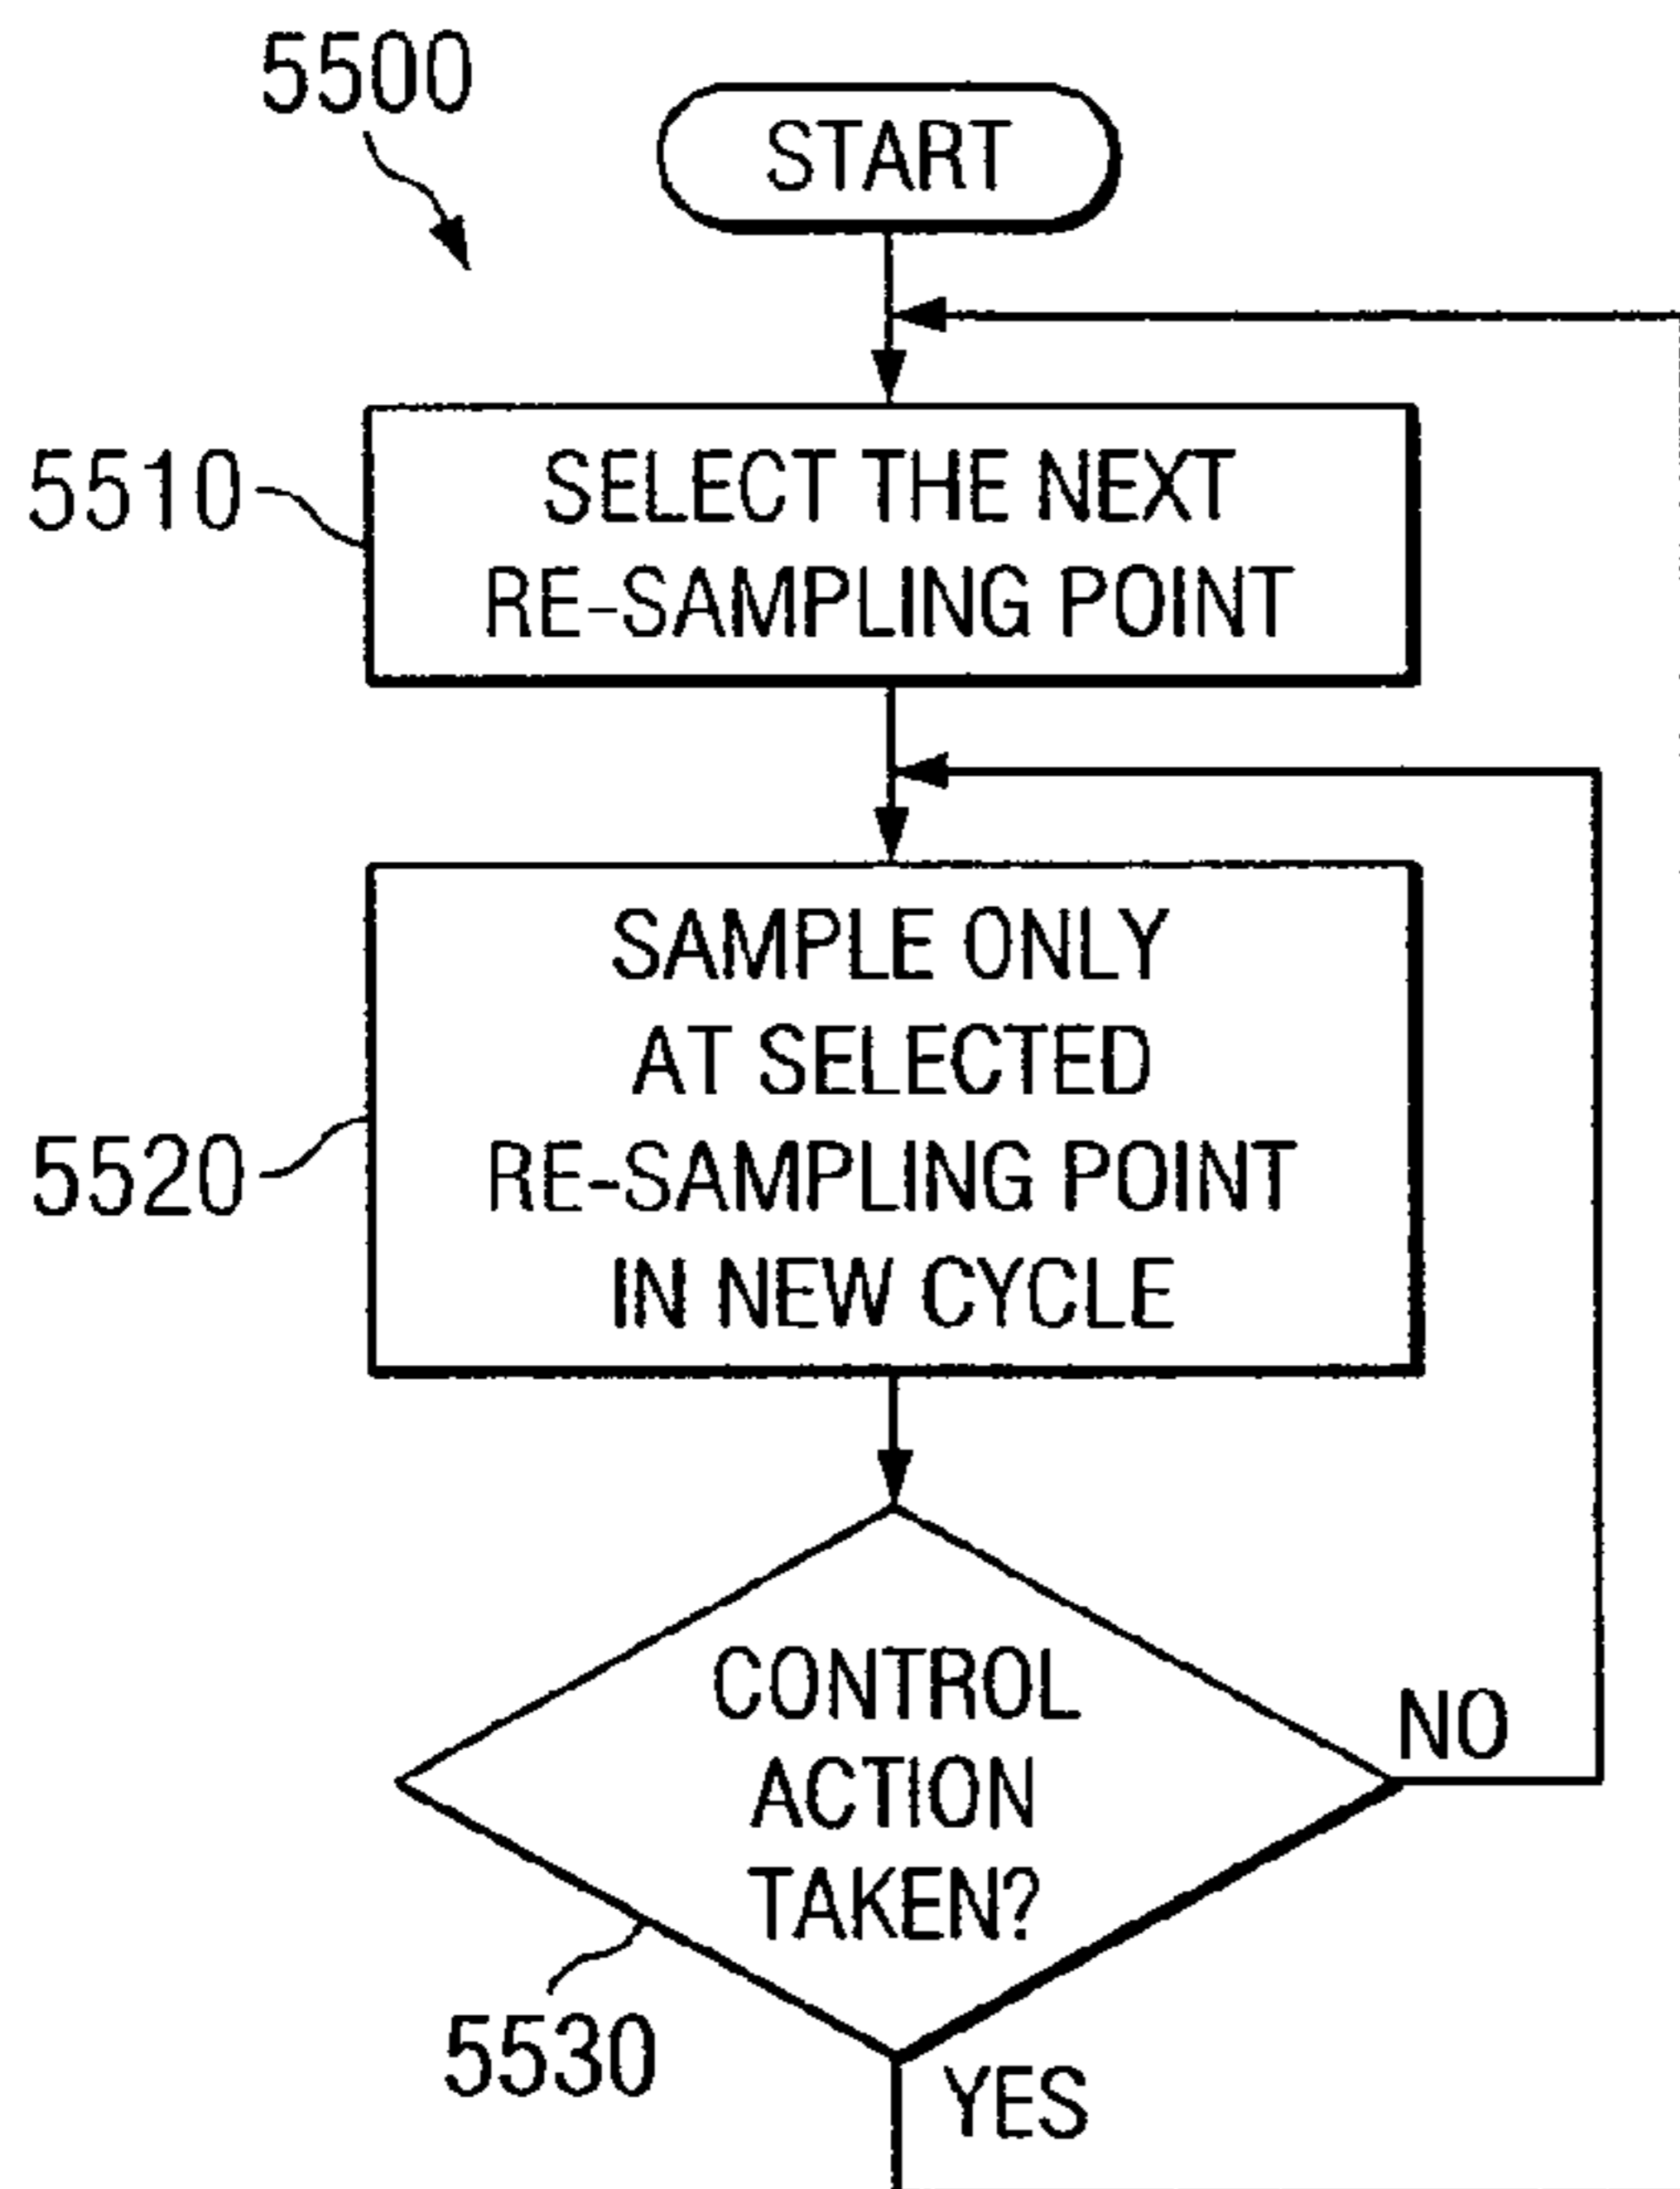 5500
START
5510
SELECT THE NEXT
RE-SAMPLING POINT
5520
SAMPLE ONLY
AT SELECTED
RE-SAMPLING POINT
IN NEW CYCLE
CONTROL
ACTION
TAKEN?
NO
5530
YES